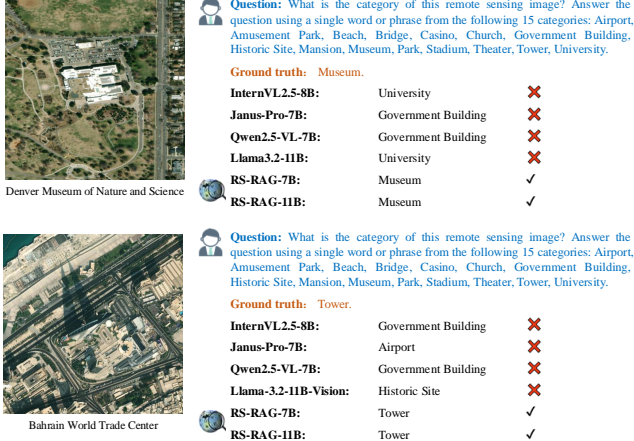 Question: What is the category of this remote sensing image? Answer the
question using a single word or phrase from the following 15 categories: Airport,
Amusement Park, Beach, Bridge, Casino, Church, Government Building,
Historic Site, Mansion, Museum, Park, Stadium, Theater, Tower, University.
Ground truth: Museum.
InternVL2.5-8B: University
Janus-Pro-7B: Government Building
Qwen2.5-VL-7B: Government Building
Llama3.2-11B: University
RS-RAG-7B: Museum
RS-RAG-11B: Museum
Denver Museum of Nature and Science
Question: What is the category of this remote sensing image? Answer the
question using a single word or phrase from the following 15 categories: Airport,
Amusement Park, Beach, Bridge, Casino, Church, Government Building,
Historic Site, Mansion, Museum, Park, Stadium, Theater, Tower, University.
Ground truth: Tower.
InternVL2.5-8B: Government Building
Janus-Pro-7B: Airport
Qwen2.5-VL-7B: Government Building
Llama-3.2-11B-Vision: Historic Site
RS-RAG-7B: Tower
RS-RAG-11B: Tower
Bahrain World Trade Center